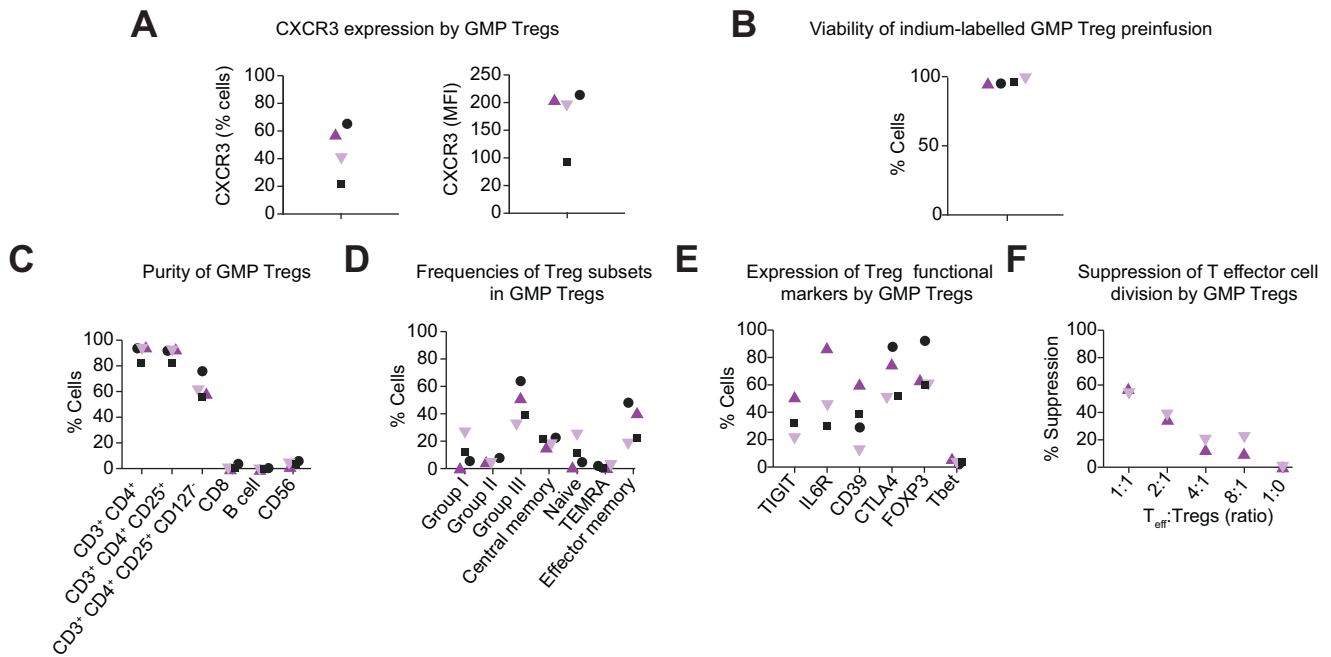 A
CXCR3 expression by GMP Tregs
CXCR3 (% cells)
100
80
60
40
20
0
CXCR3 (MFI)
250
200
150
100
20
0
B
Viability of indium-labelled GMP Treg preinfusion
% Cells
100
50
0
C
Purity of GMP Tregs
% Cells
100
80
60
40
20
0
CD3⁺ CD4⁺
CD3⁺ CD4⁺ CD25⁺
CD3⁺ CD4⁺ CD25⁺ CD127⁻
CD8
B cell
CD56
D
Frequencies of Treg subsets
in GMP Tregs
% Cells
100
80
60
40
20
0
Group I
Group II
Group III
Central memory
Naive
TEMRA
Effector memory
E
Expression of Treg functional
markers by GMP Tregs
% Cells
100
80
60
40
20
0
TIGIT
IL6R
CD39
CTLA4
FOXP3
Tbet
F
Suppression of T effector cell
division by GMP Tregs
% Suppression
100
80
60
40
20
0
1:1
2:1
4:1
8:1
1:0
Teff:Tregs (ratio)